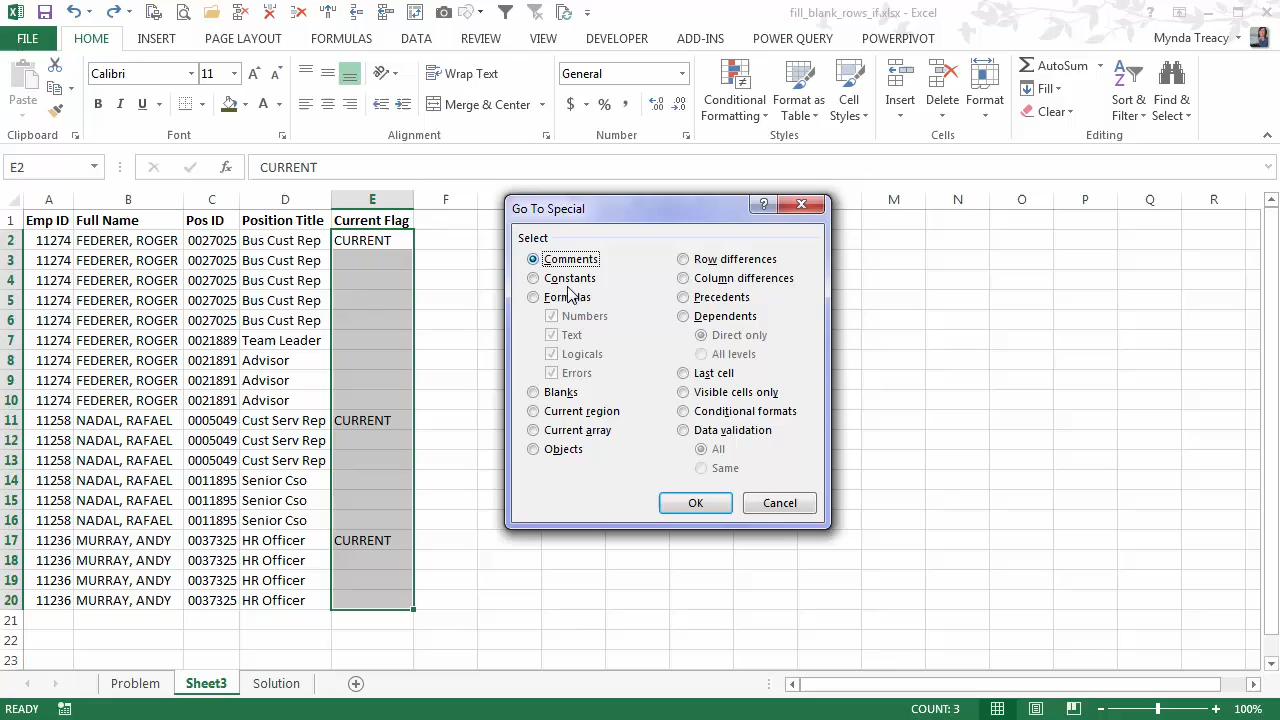 fill_blank_rows_if.xlsx - Excel
FILE HOME INSERT PAGE LAYOUT FORMULAS DATA REVIEW VIEW DEVELOPER ADD-INS POWER QUERY POWERPIVOT Mynda Treacy
Paste
Clipboard
Calibri 11
B I U A
Font
Wrap Text
Merge & Center
Alignment
General
$ % ,
Number
Conditional Formatting
Format as Table
Cell Styles
Styles
Insert Delete Format
Cells
AutoSum
Fill
Clear
Sort & Filter
Find & Select
Editing
E2 fx CURRENT
A B C D E F M N O P Q R
1 Emp ID Full Name Pos ID Position Title Current Flag
2 11274 FEDERER, ROGER 0027025 Bus Cust Rep CURRENT
3 11274 FEDERER, ROGER 0027025 Bus Cust Rep
4 11274 FEDERER, ROGER 0027025 Bus Cust Rep
5 11274 FEDERER, ROGER 0027025 Bus Cust Rep
6 11274 FEDERER, ROGER 0027025 Bus Cust Rep
7 11274 FEDERER, ROGER 0021889 Team Leader
8 11274 FEDERER, ROGER 0021891 Advisor
9 11274 FEDERER, ROGER 0021891 Advisor
10 11274 FEDERER, ROGER 0021891 Advisor
11 11258 NADAL, RAFAEL 0005049 Cust Serv Rep CURRENT
12 11258 NADAL, RAFAEL 0005049 Cust Serv Rep
13 11258 NADAL, RAFAEL 0005049 Cust Serv Rep
14 11258 NADAL, RAFAEL 0011895 Senior Cso
15 11258 NADAL, RAFAEL 0011895 Senior Cso
16 11258 NADAL, RAFAEL 0011895 Senior Cso
17 11236 MURRAY, ANDY 0037325 HR Officer CURRENT
18 11236 MURRAY, ANDY 0037325 HR Officer
19 11236 MURRAY, ANDY 0037325 HR Officer
20 11236 MURRAY, ANDY 0037325 HR Officer
21
22
23
Go To Special
Select
Comments
Constants
Formulas
Numbers
Text
Logicals
Errors
Blanks
Current region
Current array
Objects
Row differences
Column differences
Precedents
Dependents
Direct only
All levels
Last cell
Visible cells only
Conditional formats
Data validation
All
Same
OK Cancel
Problem Sheet3 Solution
READY COUNT: 3 100%